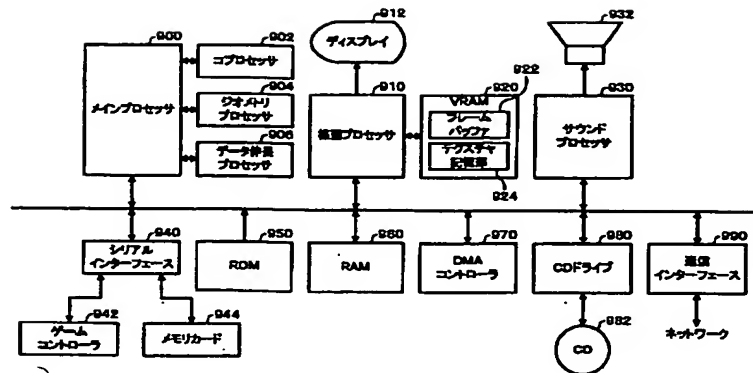 900
メインプロセッサ
902
コプロセッサ
904
ジオメトリ
プロセッサ
906
データ伸長
プロセッサ
912
ディスプレイ
910
描画プロセッサ
920
VRAM
922
フレーム
バッファ
テクスチャ
記憶部
924
932
930
サウンド
プロセッサ
940
シリアル
インターフェース
942
ゲーム
コントローラ
944
メモリカード
950
RDM
960
RAM
970
DMA
コントローラ
980
CDドライブ
982
CD
990
通信
インターフェース
ネットワーク